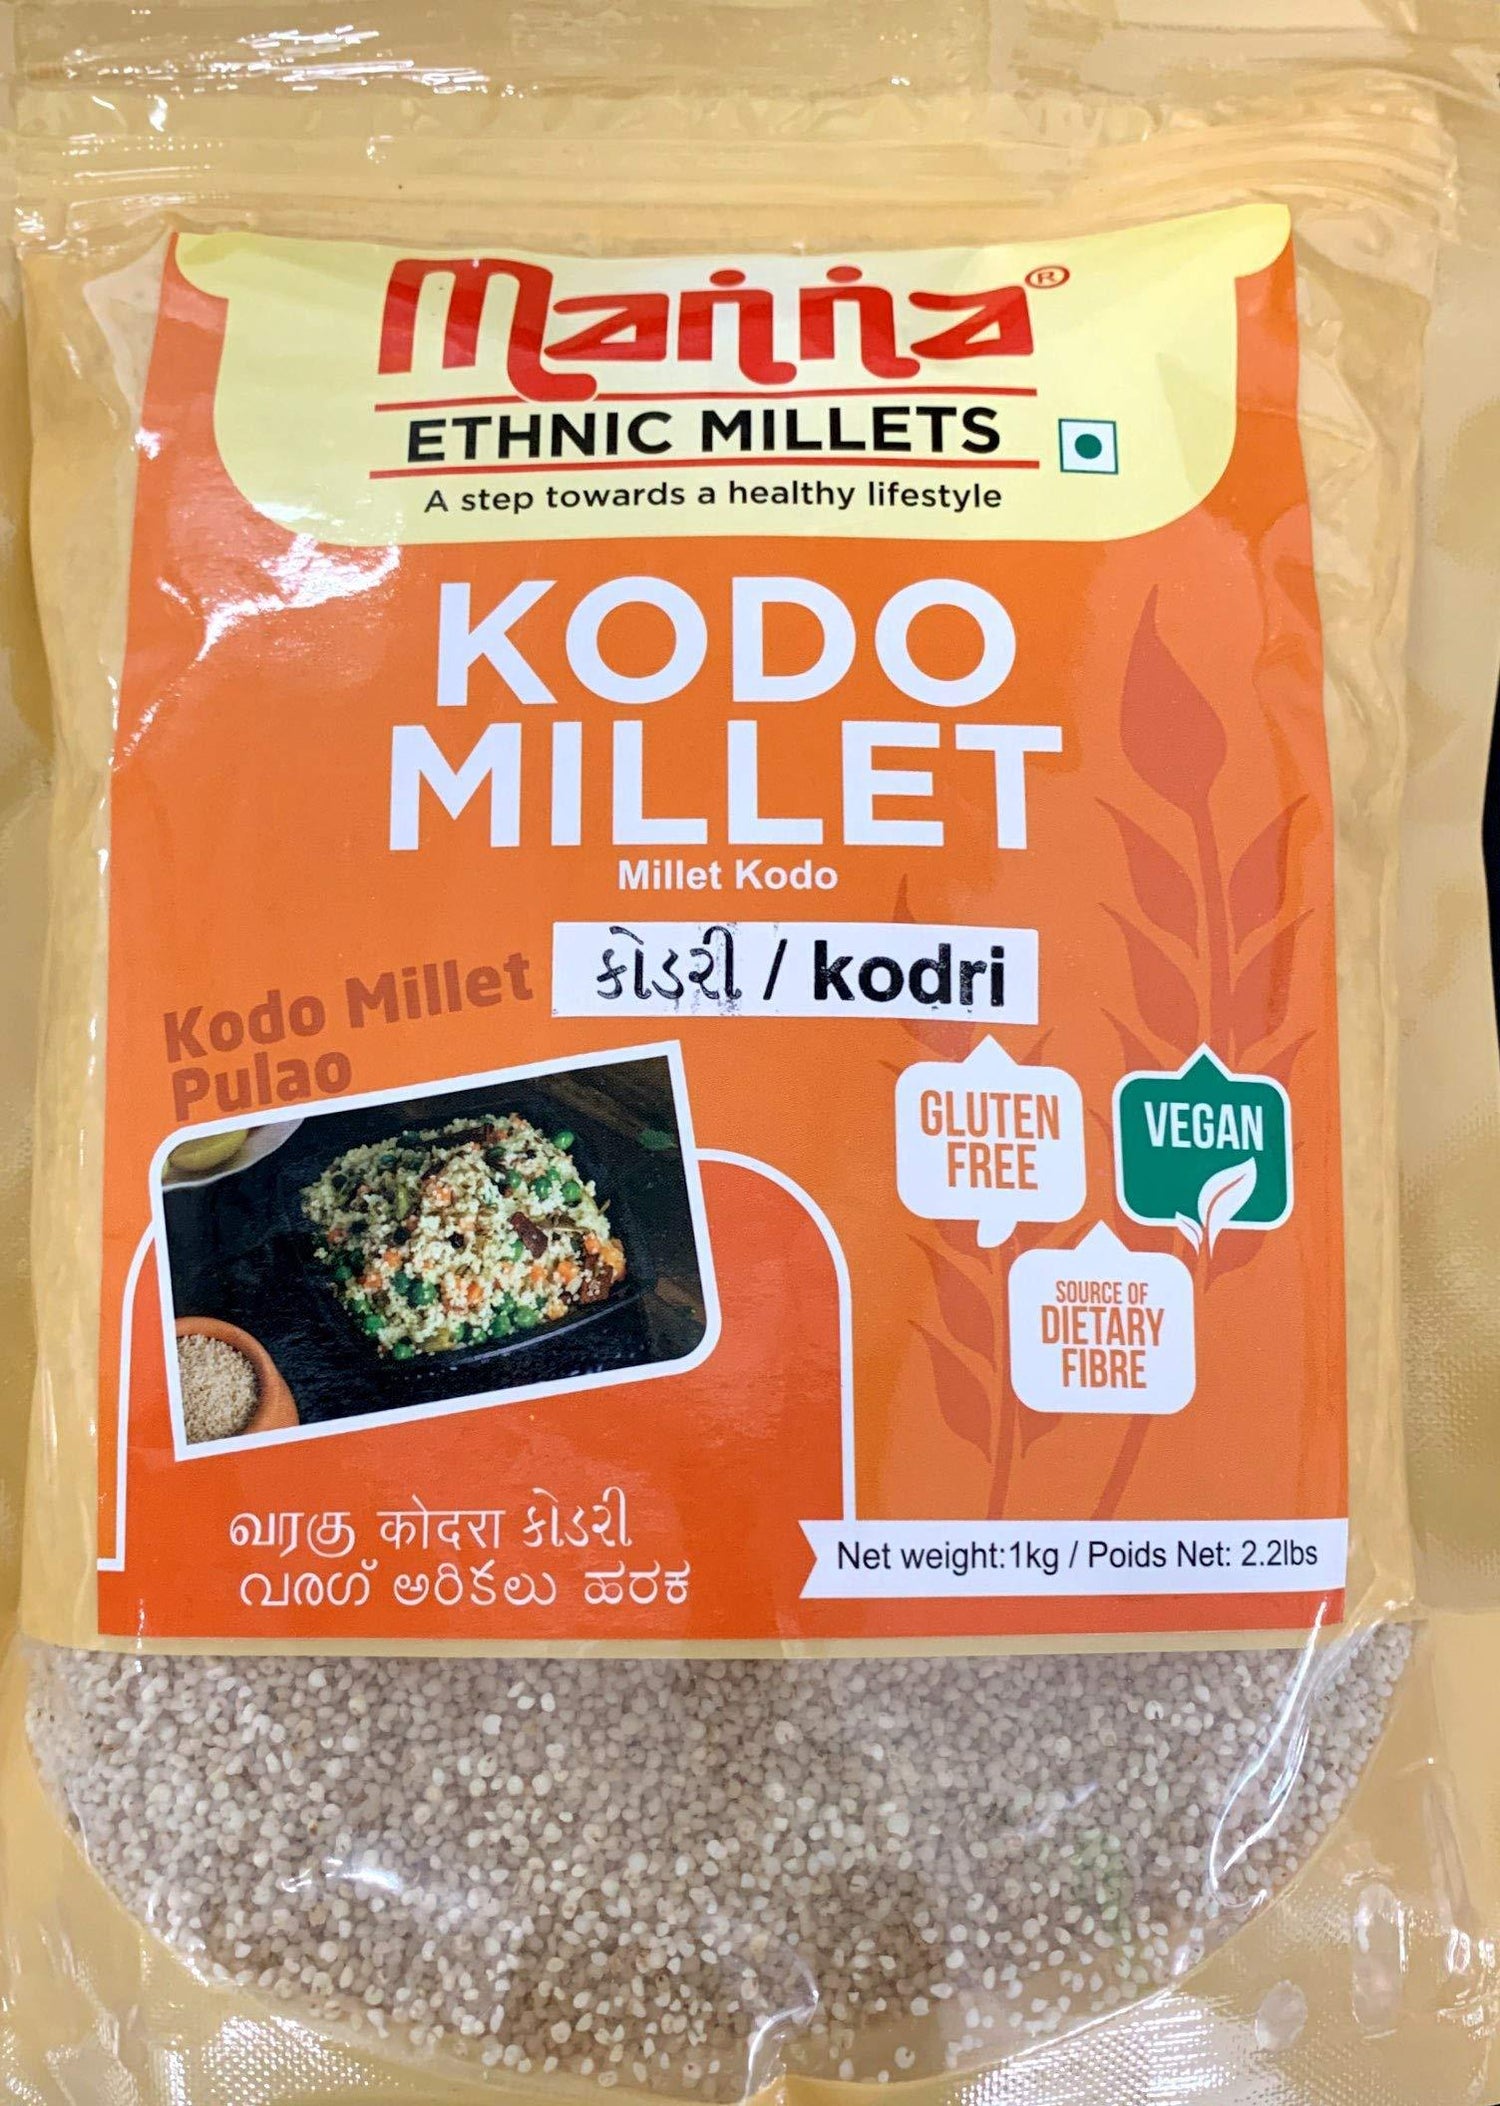 Manna®
ETHNIC MILLETS
A step towards a healthy lifestyle
KODO
MILLET
Millet Kodo
કોડરી / kodri
Kodo Millet
Pulao
GLUTEN
FREE
VEGAN
SOURCE OF
DIETARY
FIBRE
வரகு कोदरा કોડરી
വരഗ് అరికలు ಹರಕ
Net weight:1kg / Poids Net: 2.2lbs